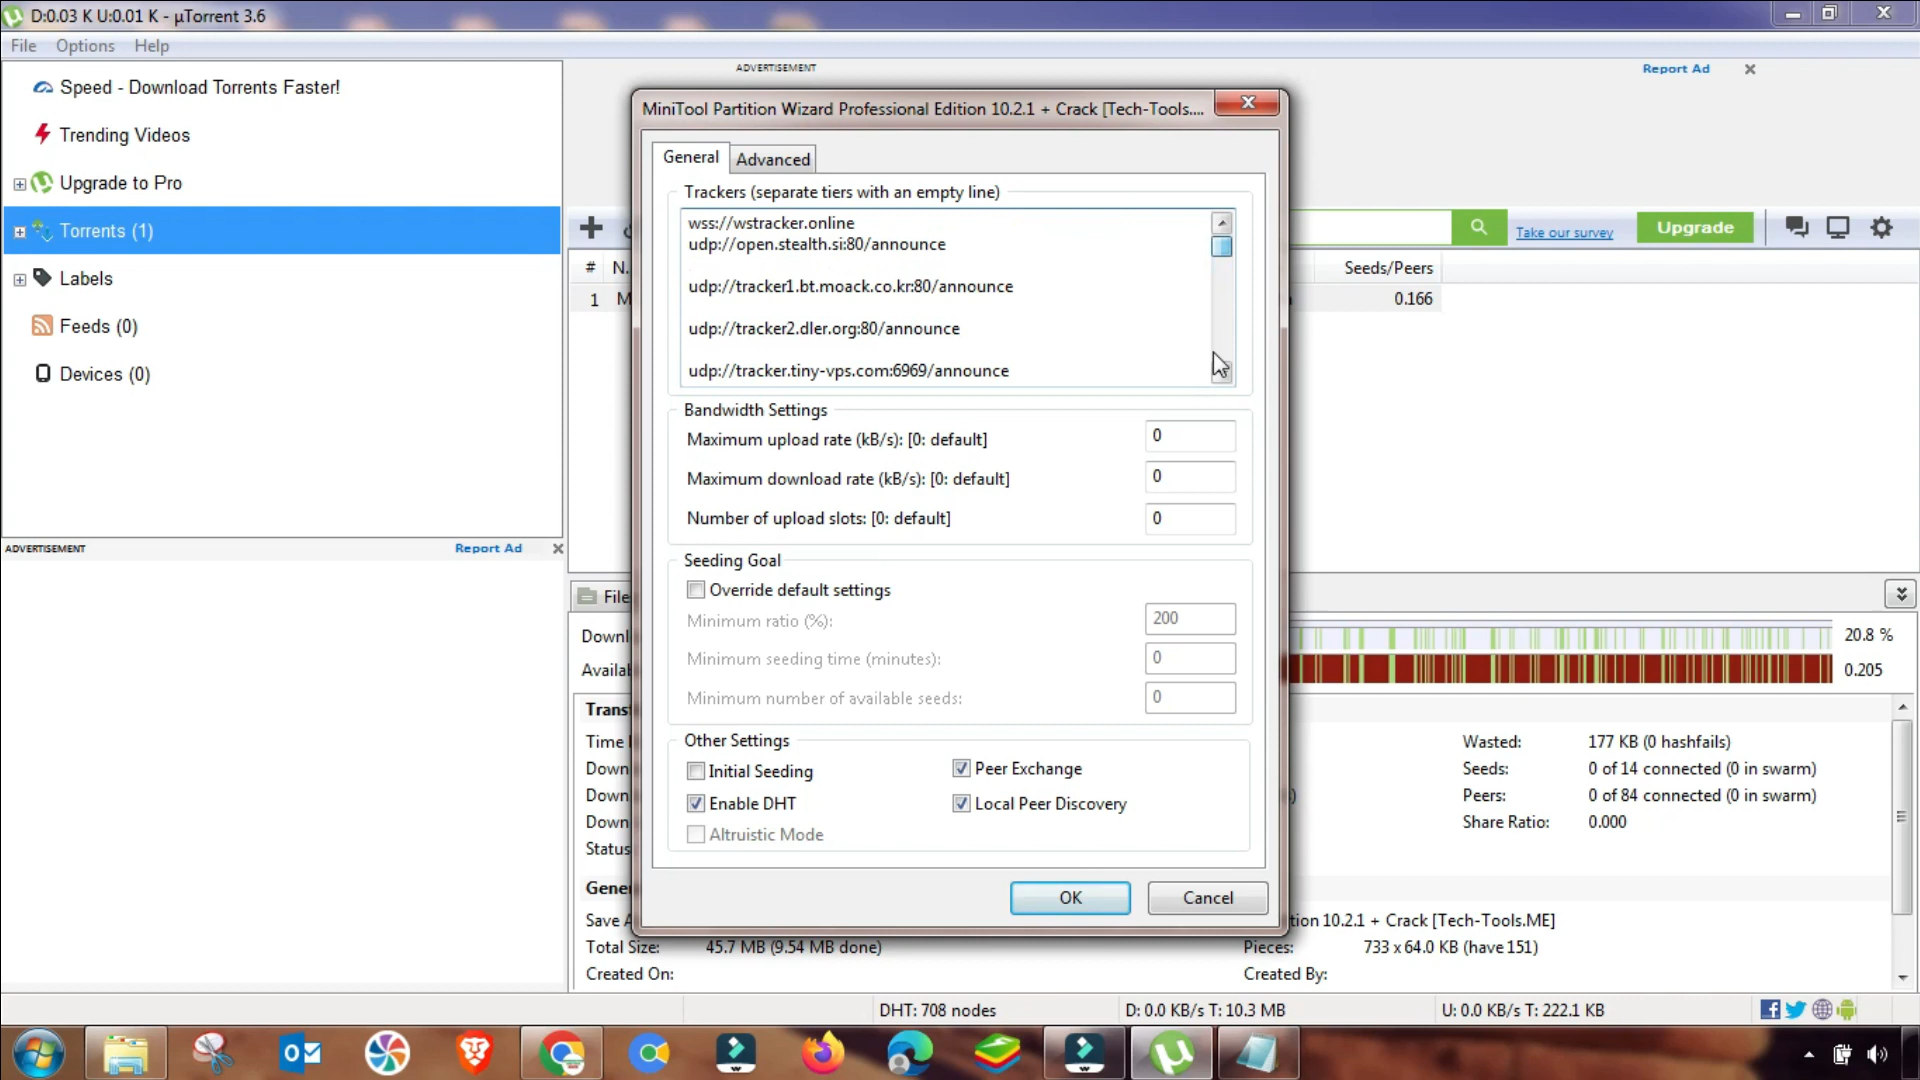 D:0.03 K U:0.01 K - µTorrent 3.6
File Options Help
Speed - Download Torrents Faster!
Trending Videos
Upgrade to Pro
Torrents (1)
Labels
Feeds (0)
Devices (0)
ADVERTISEMENT
Report Ad
ADVERTISEMENT
Report Ad
Take our survey
Upgrade
# N.
Seeds/Peers
1 M
0.166
MiniTool Partition Wizard Professional Edition 10.2.1 + Crack [Tech-Tools....
General
Advanced
Trackers (separate tiers with an empty line)
wss://wstracker.online
udp://open.stealth.si:80/announce
udp://tracker1.bt.moack.co.kr:80/announce
udp://tracker2.dler.org:80/announce
udp://tracker.tiny-vps.com:6969/announce
Bandwidth Settings
Maximum upload rate (kB/s): [0: default] 0
Maximum download rate (kB/s): [0: default] 0
Number of upload slots: [0: default] 0
Seeding Goal
Override default settings
Minimum ratio (%): 200
Minimum seeding time (minutes): 0
Minimum number of available seeds: 0
Other Settings
Initial Seeding
Peer Exchange
Enable DHT
Local Peer Discovery
Altruistic Mode
OK
Cancel
File
Downl
20.8 %
Availab
0.205
Trans
Time
Wasted: 177 KB (0 hashfails)
Down
Seeds: 0 of 14 connected (0 in swarm)
Down
Peers: 0 of 84 connected (0 in swarm)
Down
Share Ratio: 0.000
Status
Gene
Save A
tion 10.2.1 + Crack [Tech-Tools.ME]
Total Size: 45.7 MB (9.54 MB done)
Pieces: 733 x 64.0 KB (have 151)
Created On:
Created By:
DHT: 708 nodes
D: 0.0 KB/s T: 10.3 MB
U: 0.0 KB/s T: 222.1 KB